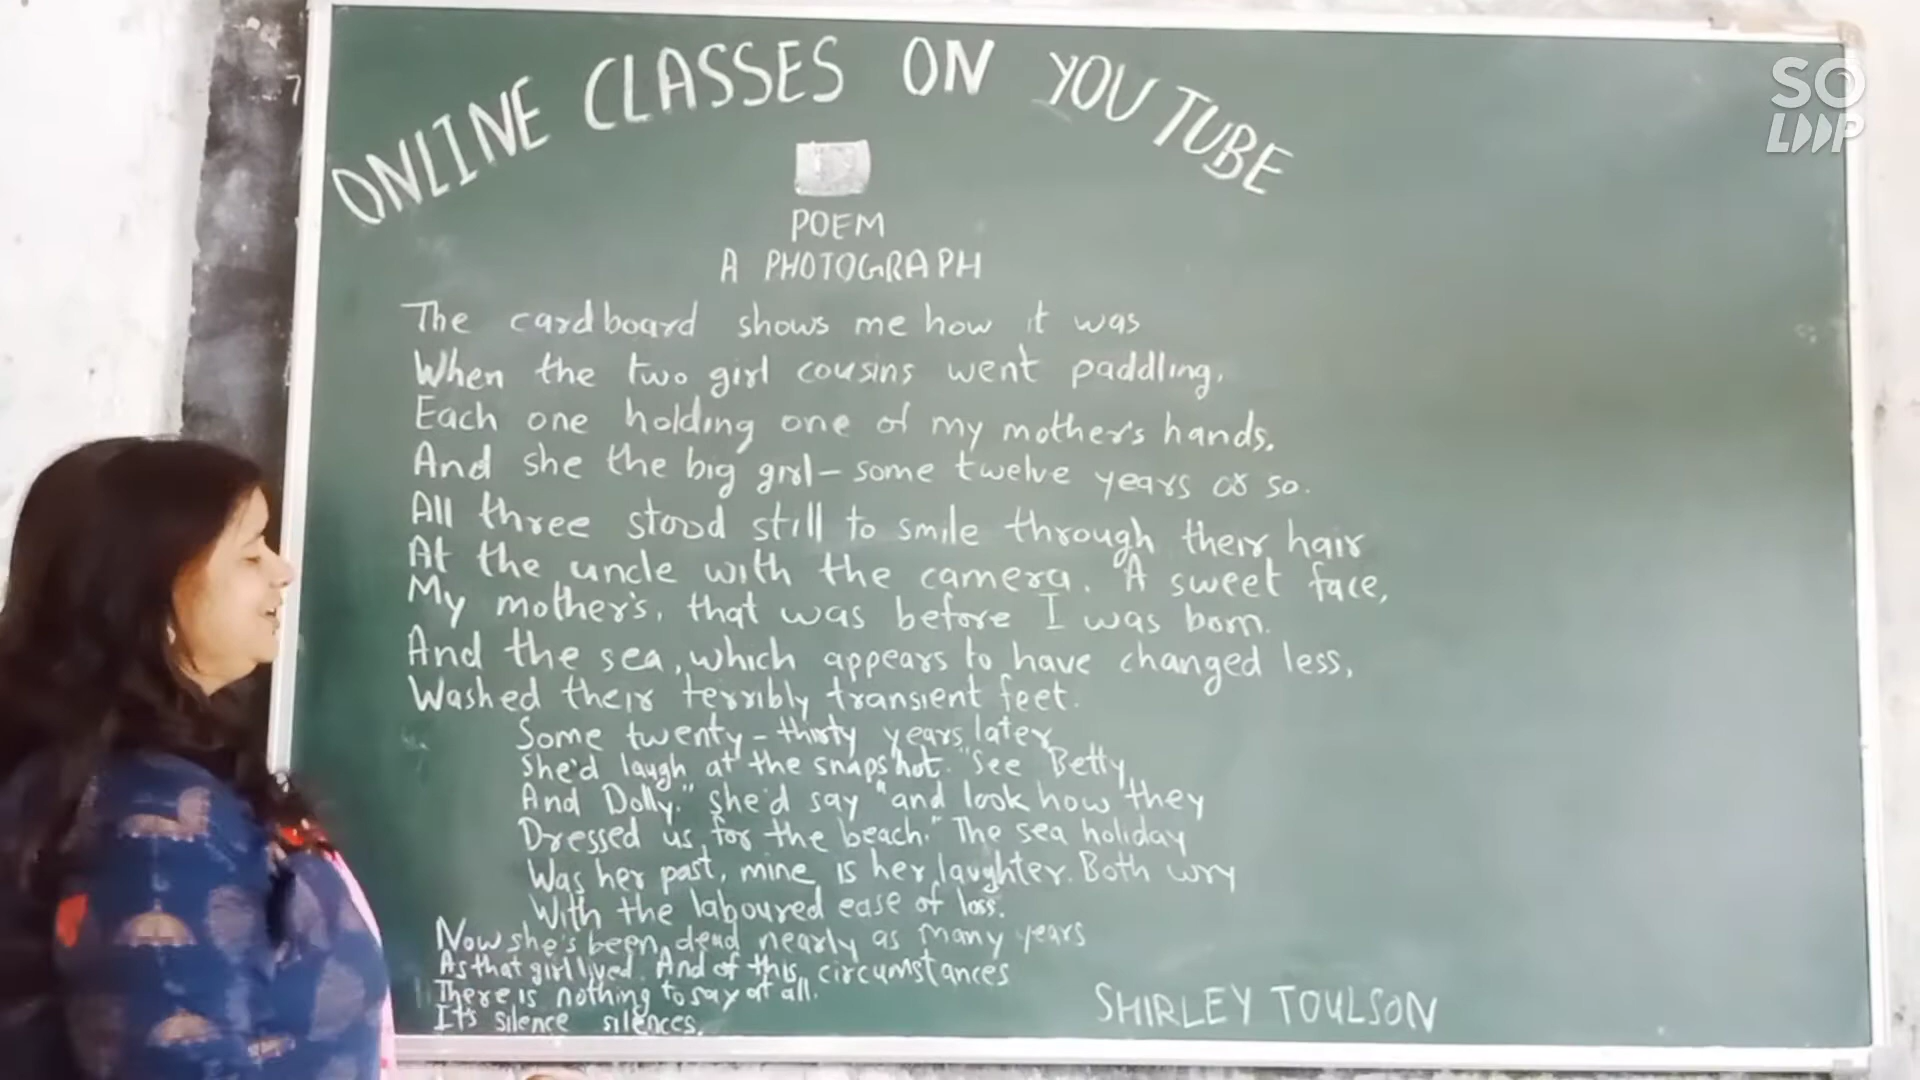 ONLINE CLASSES ON YOU TUBE
SO
LOOP
POEM
A PHOTOGRAPH
The cardboard shows me how it was
When the two girl cousins went paddling,
Each one holding one of my mother's hands,
And she the big girl - some twelve years or so.
All three stood still to smile through their hair
At the uncle with the camera. A sweet face,
My mother's, that was before I was born.
And the sea, which appears to have changed less,
Washed their terribly transient feet.
Some twenty-thirty years later
She'd laugh at the snapshot. "See Betty
And Dolly." She'd say "and look how they
Dressed us for the beach." The sea holiday
Was her past, mine is her laughter. Both wry
With the laboured ease of loss.
Now she's been dead nearly as many years
As that girl lived. And of this circumstances
There is nothing to say at all.
It's silence silences.
SHIRLEY TOULSON